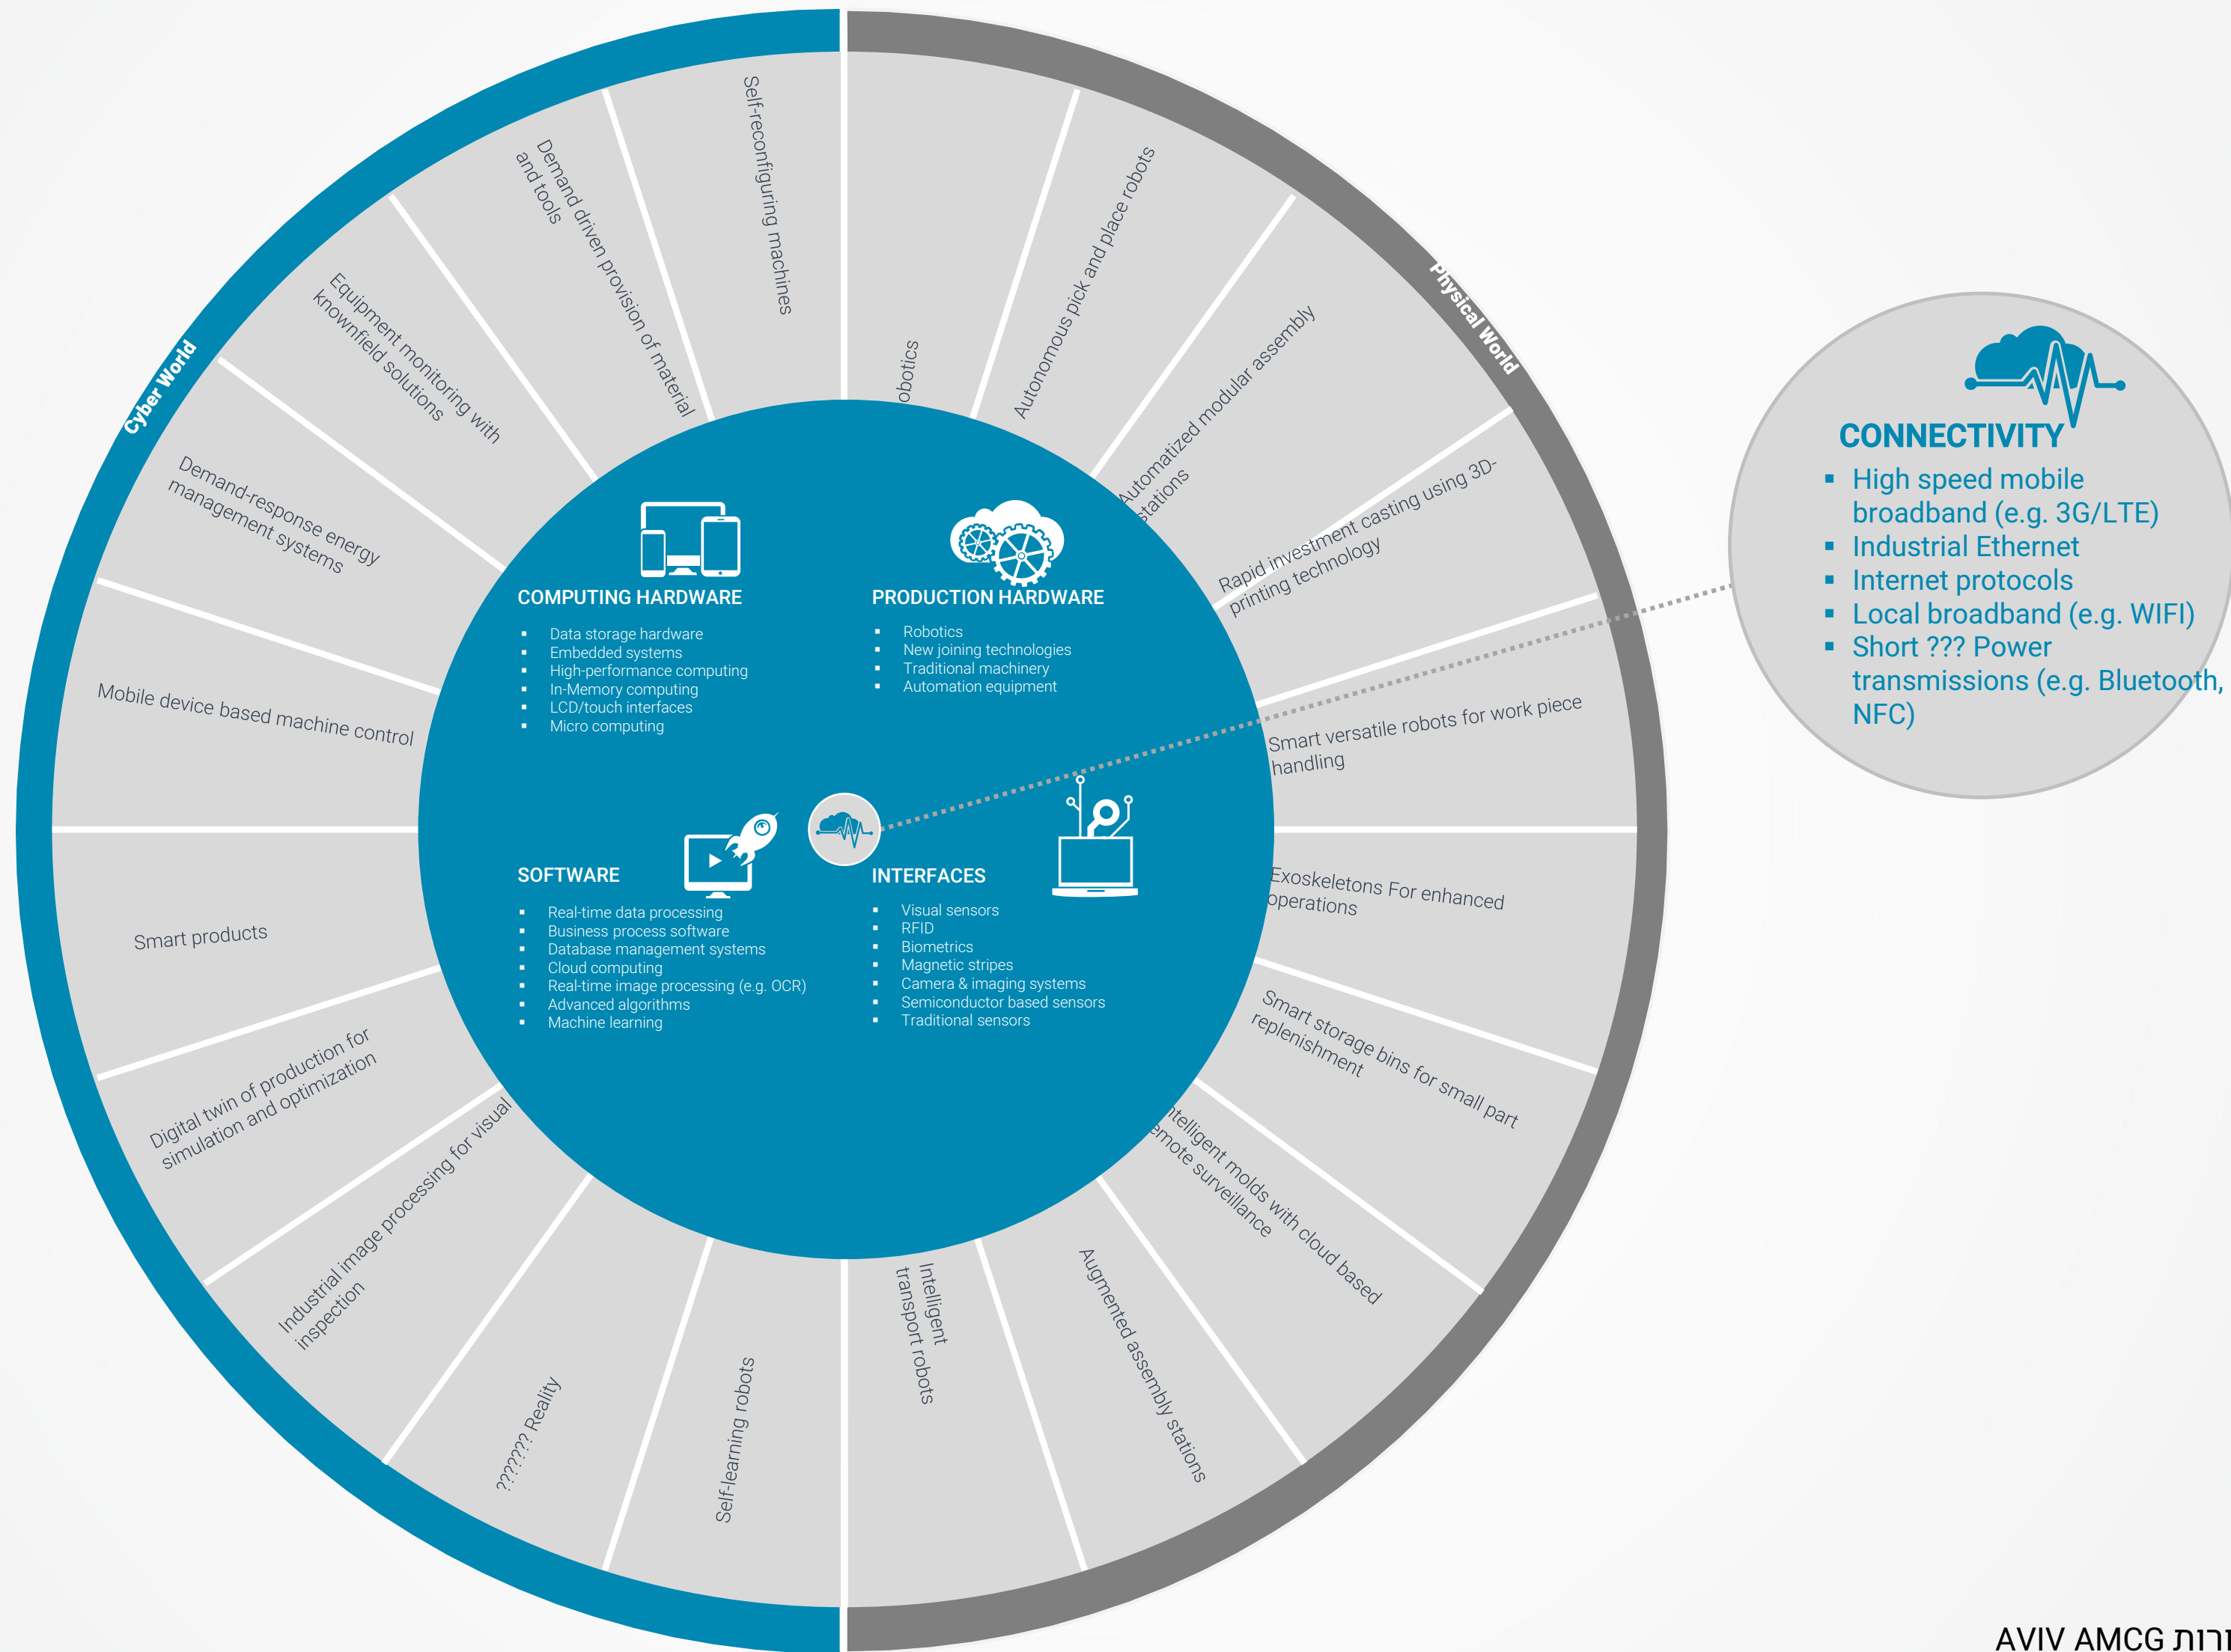 Cyber World
Self-reconfiguring machines
Demand driven provision of material
and tools
Equipment monitoring with
knownfield solutions
Demand-response energy
management systems
Mobile device based machine control
Smart products
Digital twin of production for
simulation and optimization
Industrial image processing for visual
inspection
??????? Reality
Self-learning robots
Physical World
obotics
Autonomous pick and place robots
Automatized modular assembly
stations
Rapid investment casting using 3D-
printing technology
Smart versatile robots for work piece
handling
Exoskeletons For enhanced
operations
Smart storage bins for small part
replenishment
ntelligent molds with cloud based
emote surveillance
Augmented assembly stations
Intelligent
transport robots
COMPUTING HARDWARE
▪ Data storage hardware
▪ Embedded systems
▪ High-performance computing
▪ In-Memory computing
▪ LCD/touch interfaces
▪ Micro computing
PRODUCTION HARDWARE
▪ Robotics
▪ New joining technologies
▪ Traditional machinery
▪ Automation equipment
SOFTWARE
▪ Real-time data processing
▪ Business process software
▪ Database management systems
▪ Cloud computing
▪ Real-time image processing (e.g. OCR)
▪ Advanced algorithms
▪ Machine learning
INTERFACES
▪ Visual sensors
▪ RFID
▪ Biometrics
▪ Magnetic stripes
▪ Camera & imaging systems
▪ Semiconductor based sensors
▪ Traditional sensors
CONNECTIVITY
▪ High speed mobile
broadband (e.g. 3G/LTE)
▪ Industrial Ethernet
▪ Internet protocols
▪ Local broadband (e.g. WIFI)
▪ Short ??? Power
transmissions (e.g. Bluetooth,
NFC)
AVIV AMCG